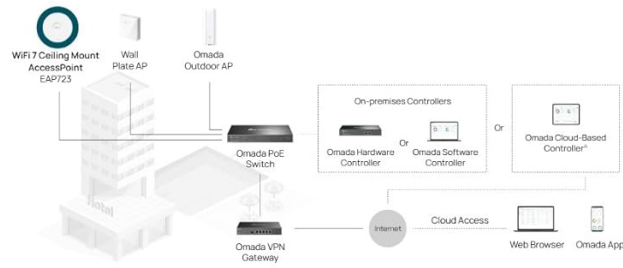 WiFi 7 Ceiling Mount
AccessPoint
EAP723
Wall
Plate AP
Omada
Outdoor AP
On-premises Controllers
Omada PoE
Switch
Omada Hardware
Controller
Or
Omada Software
Controller
Or
Omada Cloud-Based
Controller
Hotel
Omada VPN
Gateway
Internet
Cloud Access
Web Browser
Omada App